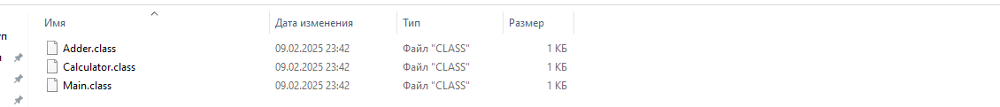 Имя Дата изменения Тип Размер
Adder.class 09.02.2025 23:42 Файл "CLASS" 1 КБ
Calculator.class 09.02.2025 23:42 Файл "CLASS" 1 КБ
Main.class 09.02.2025 23:42 Файл "CLASS" 1 КБ